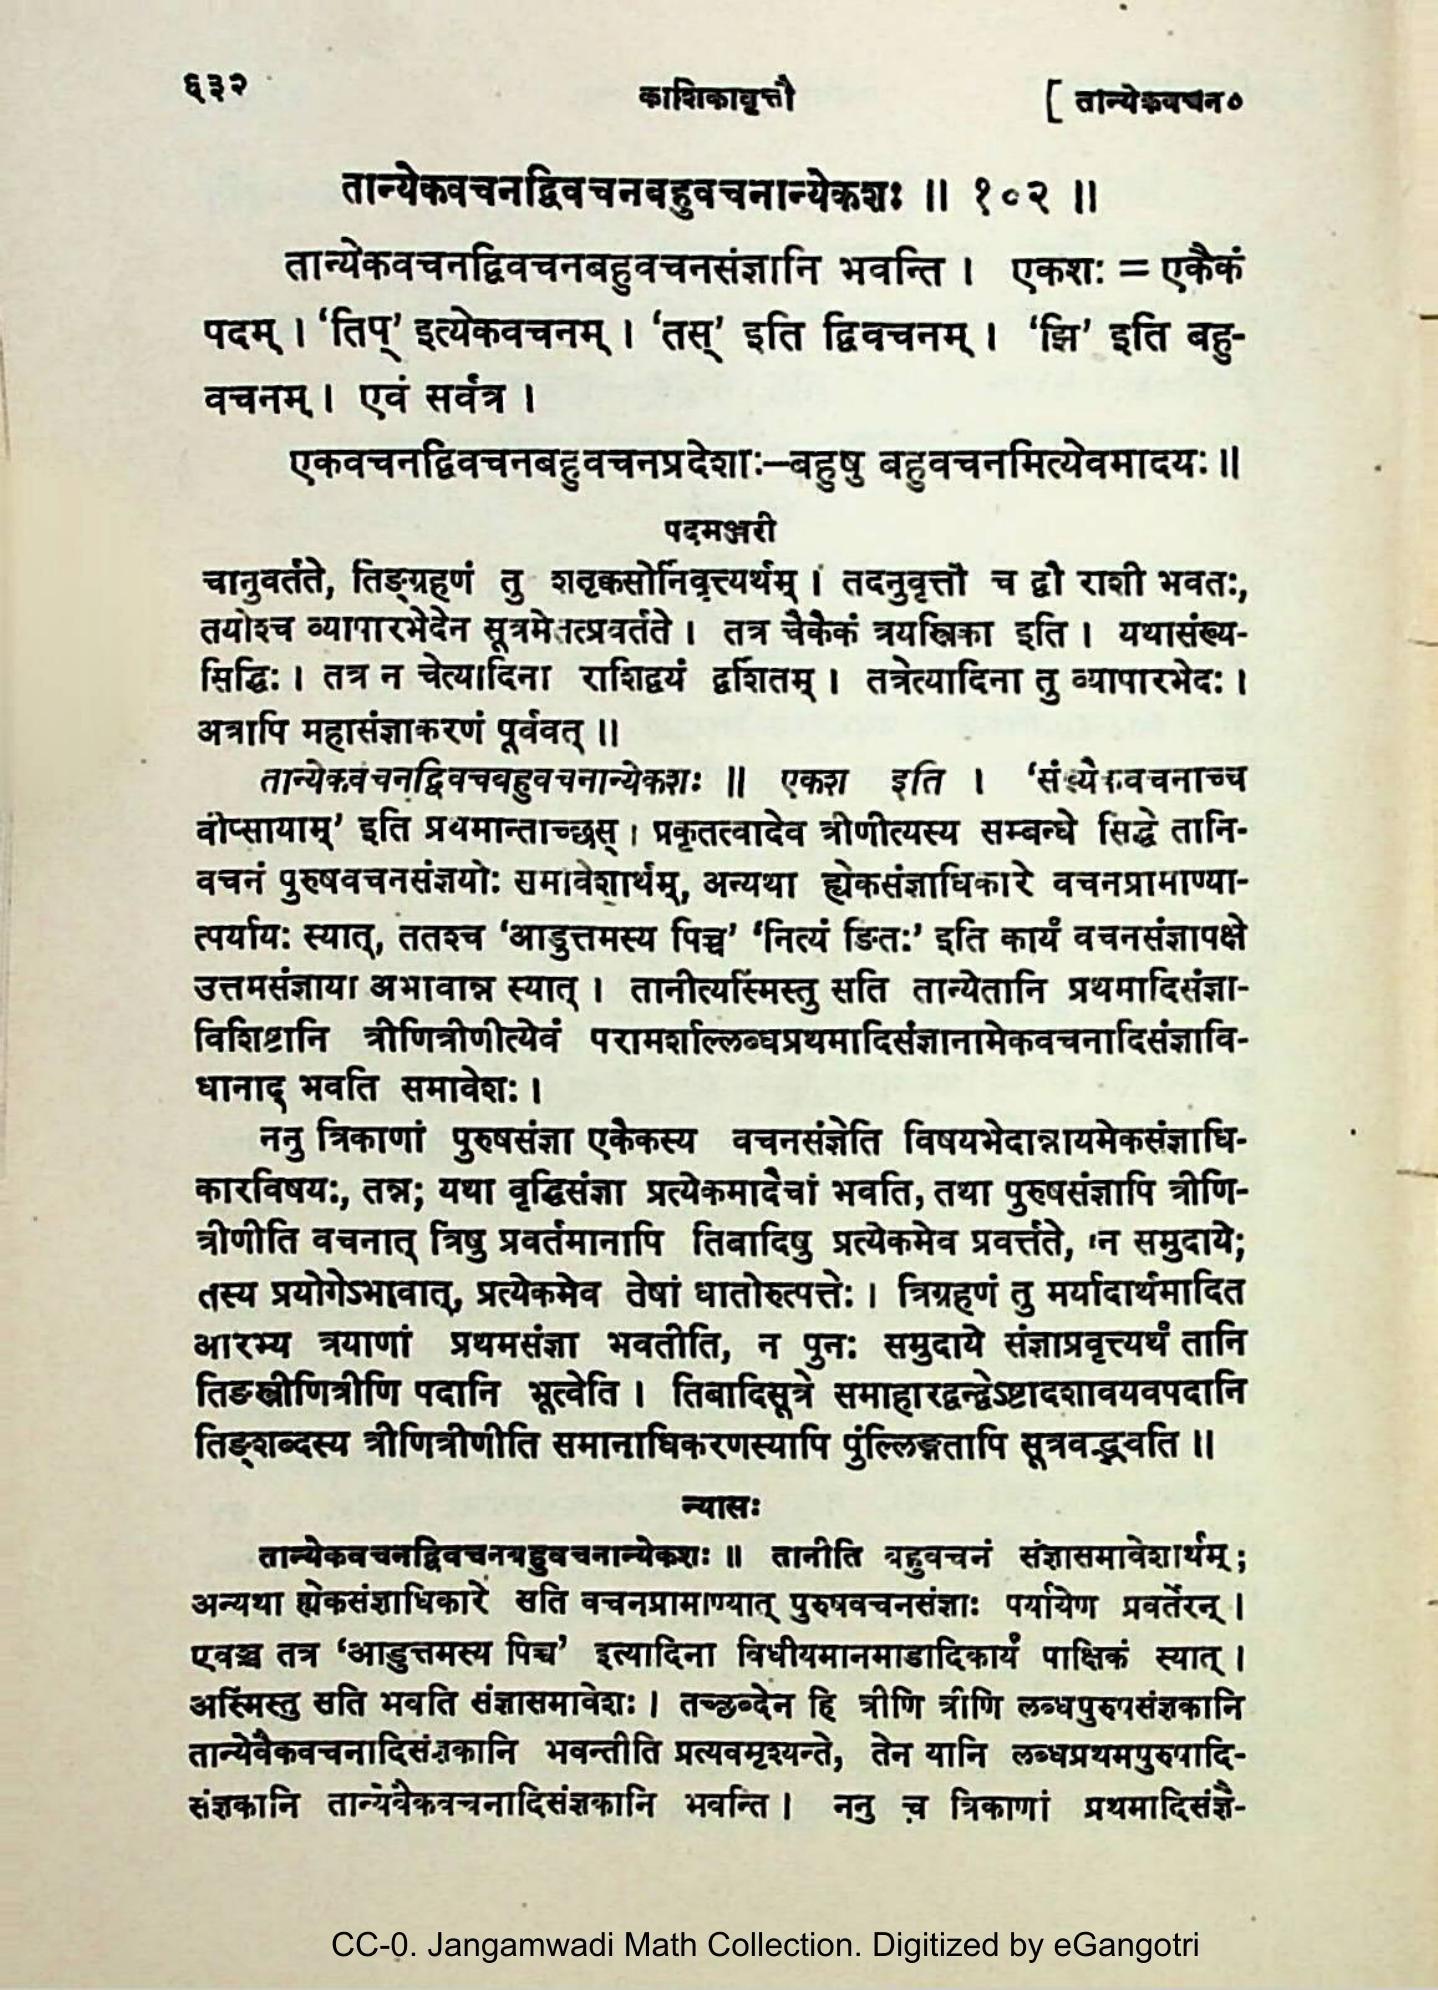 ६३२ काशिकावृत्तौ [ तान्येकवचन०
तान्येकवचनद्विवचनबहुवचनान्येकशः ॥ १०२ ॥
तान्येकवचनद्विवचनबहुवचनसंज्ञानि भवन्ति । एकशः = एकैकं
पदम् । ‘तिप्’ इत्येकवचनम् । ‘तस्’ इति द्विवचनम् । ‘झि’ इति बहु-
वचनम् । एवं सर्वत्र ।
एकवचनद्विवचनबहुवचनप्रदेशाः–बहुषु बहुवचनमित्येवमादयः ॥
पदमञ्जरी
चानुवर्तते, तिङ्ग्रहणं तु शतृकसोर्निवृत्त्यर्थम् । तदनुवृत्तौ च द्वौ राशी भवतः,
तयोश्च व्यापारभेदेन सूत्रमेतत्प्रवर्तते । तत्र चैकैकं त्रयस्त्रिका इति । यथासंख्य-
सिद्धिः । तत्र न चेत्यादिना राशिद्वयं दर्शितम् । तत्रेत्यादिना तु व्यापारभेदः ।
अत्रापि महासंज्ञाकरणं पूर्ववत् ॥
तान्येकवचनद्विवचबहुवचनान्येकशः ॥ एकश इति । ‘संख्यैकवचनाच्च
वीप्सायाम्’ इति प्रथमान्ताच्छस् । प्रकृतत्वादेव त्रीणीत्यस्य सम्बन्धे सिद्धे तानि-
वचनं पुरुषवचनसंज्ञयोः समावेशार्थम्, अन्यथा ह्येकसंज्ञाधिकारे वचनप्रामाण्या-
त्पर्यायः स्यात्, ततश्च ‘आडुत्तमस्य पिच्च’ ‘नित्यं ङितः’ इति कार्यं वचनसंज्ञापक्षे
उत्तमसंज्ञाया अभावान्न स्यात् । तानीत्यस्मिंस्तु सति तान्येतानि प्रथमादिसंज्ञा-
विशिष्टानि त्रीणित्रीणीत्येवं परामर्शाल्लब्धप्रथमादिसंज्ञानामेकवचनादिसंज्ञावि-
धानाद् भवति समावेशः ।
ननु त्रिकाणां पुरुषसंज्ञा एकैकस्य वचनसंज्ञेति विषयभेदान्नायमेकसंज्ञाधि-
कारविषयः, तन्न; यथा वृद्धिसंज्ञा प्रत्येकमादैचां भवति, तथा पुरुषसंज्ञापि त्रीणि-
त्रीणीति वचनात् त्रिषु प्रवर्तमानापि तिबादिषु प्रत्येकमेव प्रवर्त्तते, न समुदाये;
तस्य प्रयोगेऽभावात्, प्रत्येकमेव तेषां धातोरुत्पत्तेः । त्रिग्रहणं तु मर्यादार्थमादित
आरभ्य त्रयाणां प्रथमसंज्ञा भवतीति, न पुनः समुदाये संज्ञाप्रवृत्त्यर्थं तानि
तिङस्त्रीणित्रीणि पदानि भूत्वेति । तिबादिसूत्रे समाहारद्वन्द्वेऽष्टादशावयवपदानि
तिङ्शब्दस्य त्रीणित्रीणीति समानाधिकरणस्यापि पुंल्लिङ्गतापि सूत्रवद्भवति ॥
न्यासः
तान्येकवचनद्विवचनबहुवचनान्येकशः ॥ तानीति बहुवचनं संज्ञासमावेशार्थम् ;
अन्यथा ह्येकसंज्ञाधिकारे सति वचनप्रामाण्यात् पुरुषवचनसंज्ञाः पर्यायेण प्रवर्तेरन् ।
एवञ्च तत्र ‘आडुत्तमस्य पिच्च’ इत्यादिना विधीयमानमाडादिकार्यं पाक्षिकं स्यात् ।
अस्मिंस्तु सति भवति संज्ञासमावेशः । तच्छब्देन हि त्रीणि त्रीणि लब्धपुरुषसंज्ञकानि
तान्येवैकवचनादिसंज्ञकानि भवन्तीति प्रत्यवमृश्यन्ते, तेन यानि लब्धप्रथमपुरुषादि-
संज्ञकानि तान्येवैकवचनादिसंज्ञकानि भवन्ति । ननु च त्रिकाणां प्रथमादिसंज्ञै-
CC-0. Jangamwadi Math Collection. Digitized by eGangotri